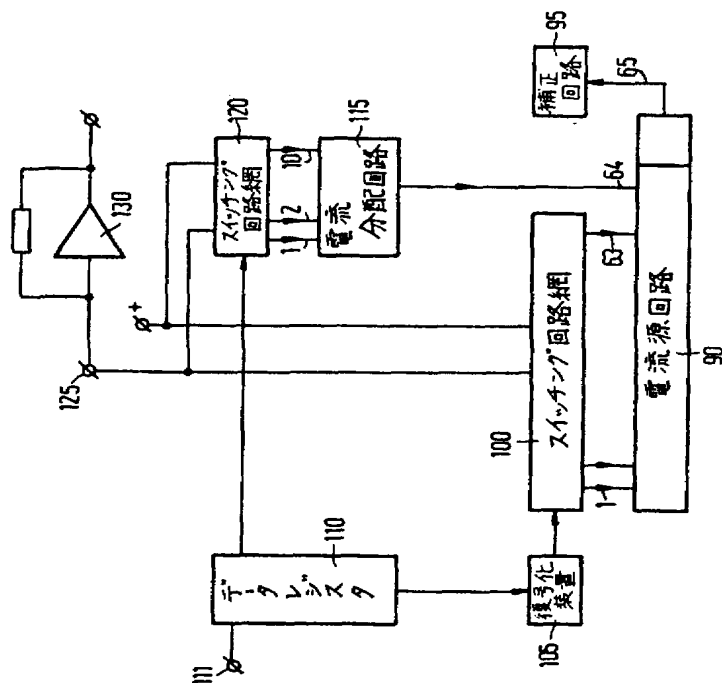 130
125
+
スイッチング
回路網
120
1
2
10
電流
分配回路
115
補正
回路
95
65
64
63
スイッチング回路網
100
1
電流源回路
90
データ
レジスタ
110
111
復号化
装置
105